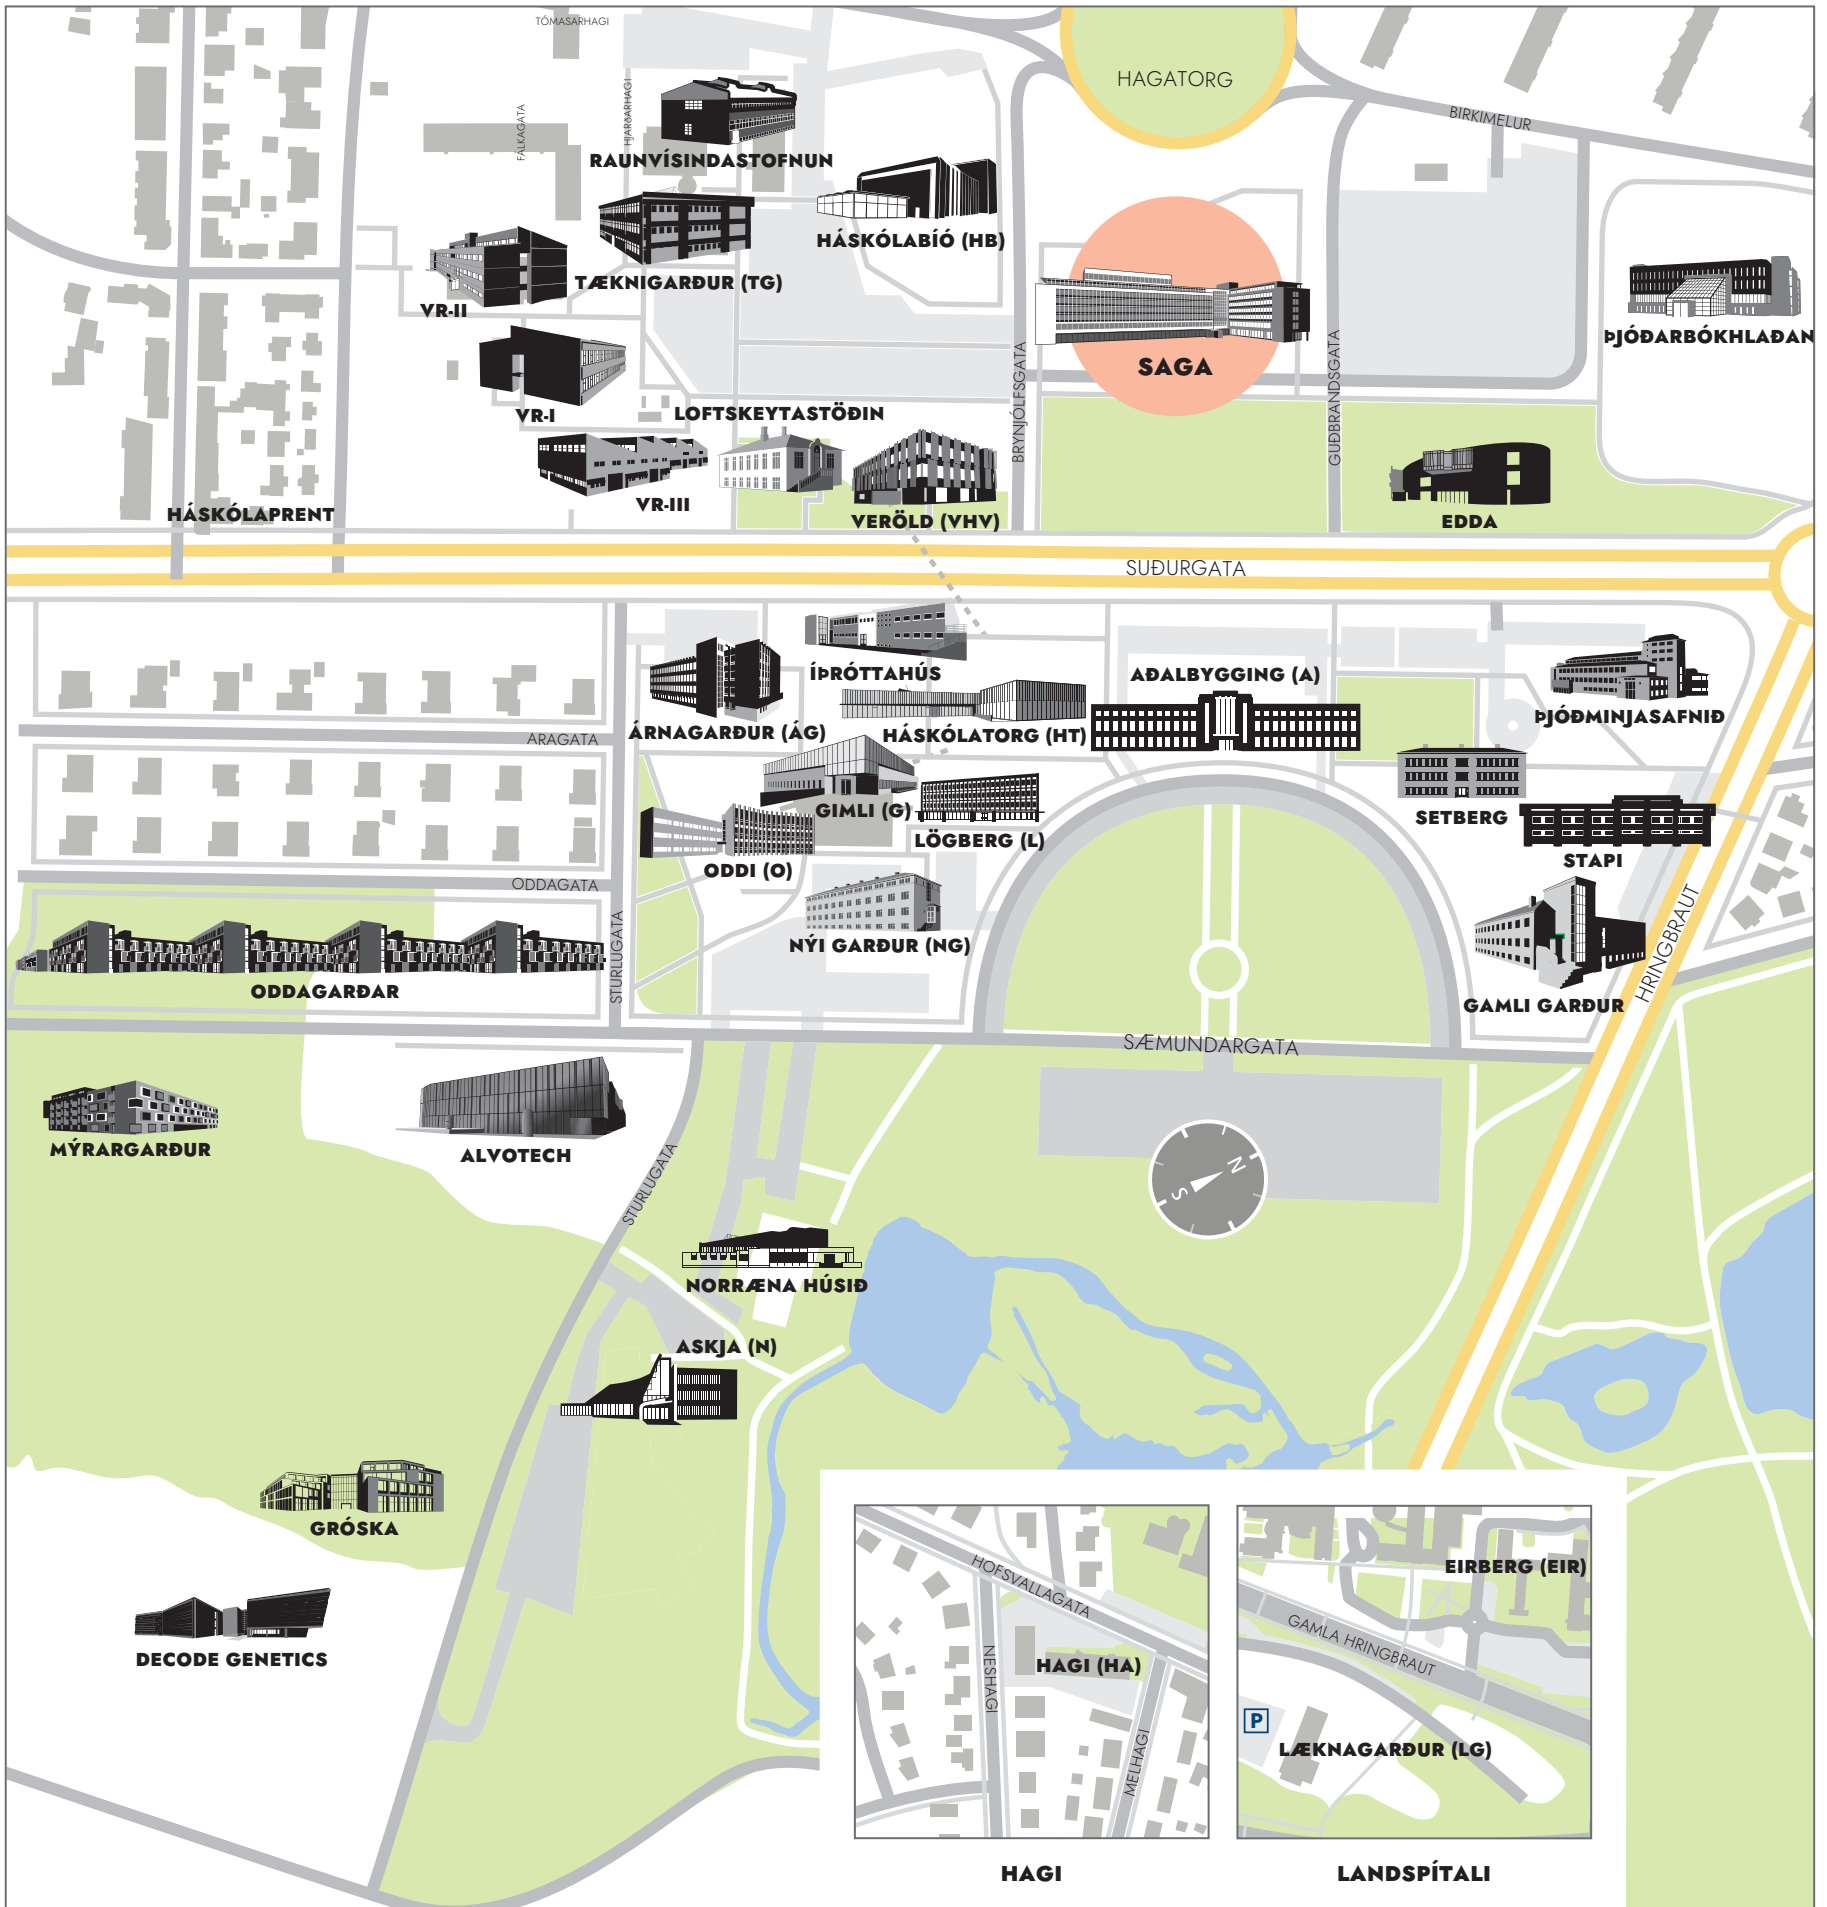 TÓMASARHAGI
HAGATORG
BIRKIMELUR
FÁLKAGATA
HJARÐARHAGI
RAUNVÍSINDASTOFNUN
HÁSKÓLABÍÓ (HB)
TÆKNIGARÐUR (TG)
VR-II
ÞJÓÐARBÓKHLAÐAN
SAGA
BRYNJÓLFSGATA
GUÐBRANDSGATA
VR-I
LOFTSKEYTASTÖÐIN
VR-III
HÁSKÓLAPRENT
VERÖLD (VHV)
EDDA
SUÐURGATA
ÍÞRÓTTAHÚS
AÐALBYGGING (A)
ÞJÓÐMINJASAFNIÐ
ÁRNAGARÐUR (ÁG)
HÁSKÓLATORG (HT)
ARAGATA
GIMLI (G)
SETBERG
LÖGBERG (L)
STAPI
ODDI (O)
ODDAGATA
NÝI GARÐUR (NG)
STURLUGATA
HRINGBRAUT
ODDAGARÐAR
GAMLI GARÐUR
SÆMUNDARGATA
MÝRARGARÐUR
ALVOTECH
STURLUGATA
N
S
NORRÆNA HÚSIÐ
ASKJA (N)
GRÓSKA
DECODE GENETICS
HOFSVALLAGATA
NESHAGI
HAGI (HA)
MELHAGI
HAGI
EIRBERG (EIR)
GAMLA HRINGBRAUT
P
LÆKNAGARÐUR (LG)
LANDSPÍTALI